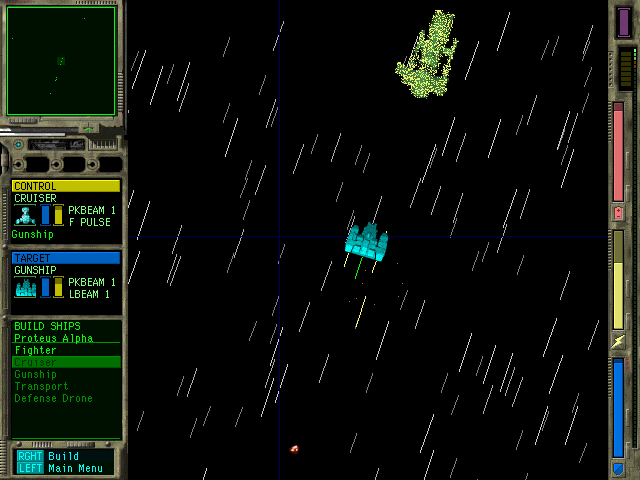 CONTROL
CRUISER
PKBEAM 1
F PULSE
Gunship
TARGET
GUNSHIP
PKBEAM 1
LBEAM 1
BUILD SHIPS
Proteus Alpha
Fighter
Cruiser
Gunship
Transport
Defense Drone
RGHT Build
LEFT Main Menu